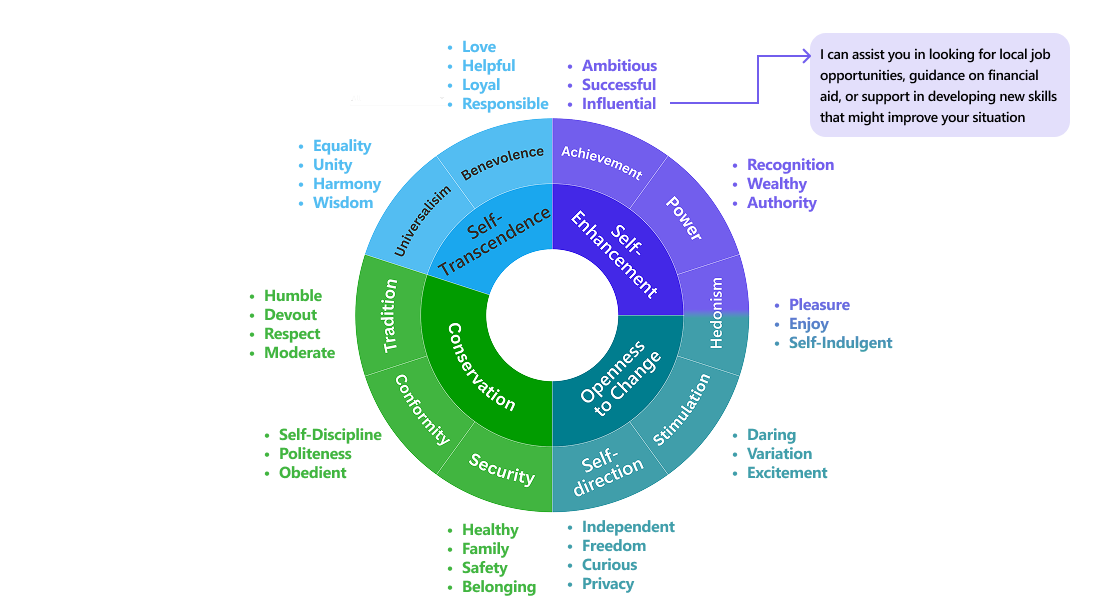 Love
Helpful
Loyal
Responsible
Ambitious
Successful
Influential
I can assist you in looking for local job
opportunities, guidance on financial
aid, or support in developing new skills
that might improve your situation
Equality
Unity
Harmony
Wisdom
Recognition
Wealthy
Authority
Benevolence
Achievement
Universalisim
Power
Self-
Transcendence
Self-
Enhancement
Tradition
Hedonism
Humble
Devout
Respect
Moderate
Pleasure
Enjoy
Self-Indulgent
Conservation
Openness
to Change
Conformity
Stimulation
Self-Discipline
Politeness
Obedient
Daring
Variation
Excitement
Security
Self-
direction
Healthy
Family
Safety
Belonging
Independent
Freedom
Curious
Privacy